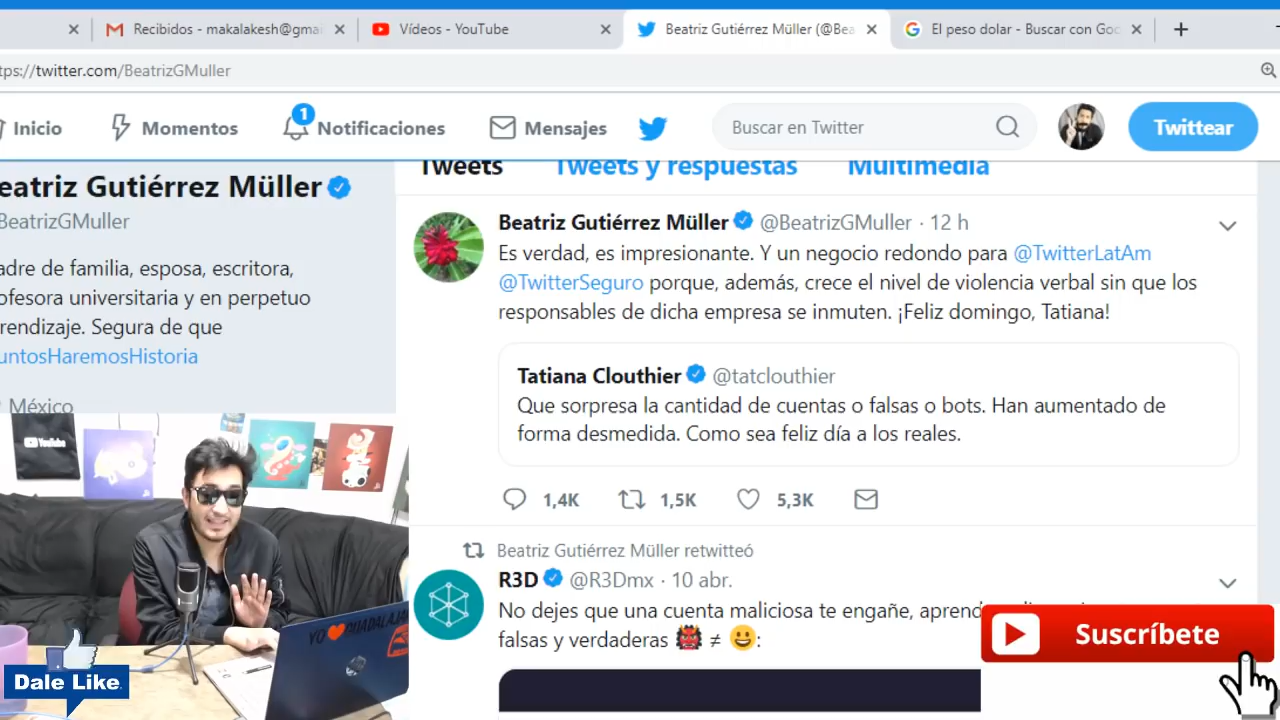 Recibidos - makalakesh@gmai
Vídeos - YouTube
Beatriz Gutiérrez Müller (@Bea
El peso dolar - Buscar con Goo
ps://twitter.com/BeatrizGMuller
Inicio
Momentos
1
Notificaciones
Mensajes
Buscar en Twitter
Twittear
eatriz Gutiérrez Müller
BeatrizGMuller
adre de familia, esposa, escritora,
ofesora universitaria y en perpetuo
rendizaje. Segura de que
untosHaremosHistoria
México
Tweets
Tweets y respuestas
Multimedia
Beatriz Gutiérrez Müller @BeatrizGMuller · 12 h
Es verdad, es impresionante. Y un negocio redondo para @TwitterLatAm
@TwitterSeguro porque, además, crece el nivel de violencia verbal sin que los
responsables de dicha empresa se inmuten. ¡Feliz domingo, Tatiana!
Tatiana Clouthier @tatclouthier
Que sorpresa la cantidad de cuentas o falsas o bots. Han aumentado de
forma desmedida. Como sea feliz día a los reales.
1,4K
1,5K
5,3K
Beatriz Gutiérrez Müller retwitteó
R3D @R3Dmx · 10 abr.
No dejes que una cuenta maliciosa te engañe,
falsas y verdaderas 👹 ≠ 😀:
YouTube
YO ❤ GUADALAJARA
Dale Like.
Suscríbete